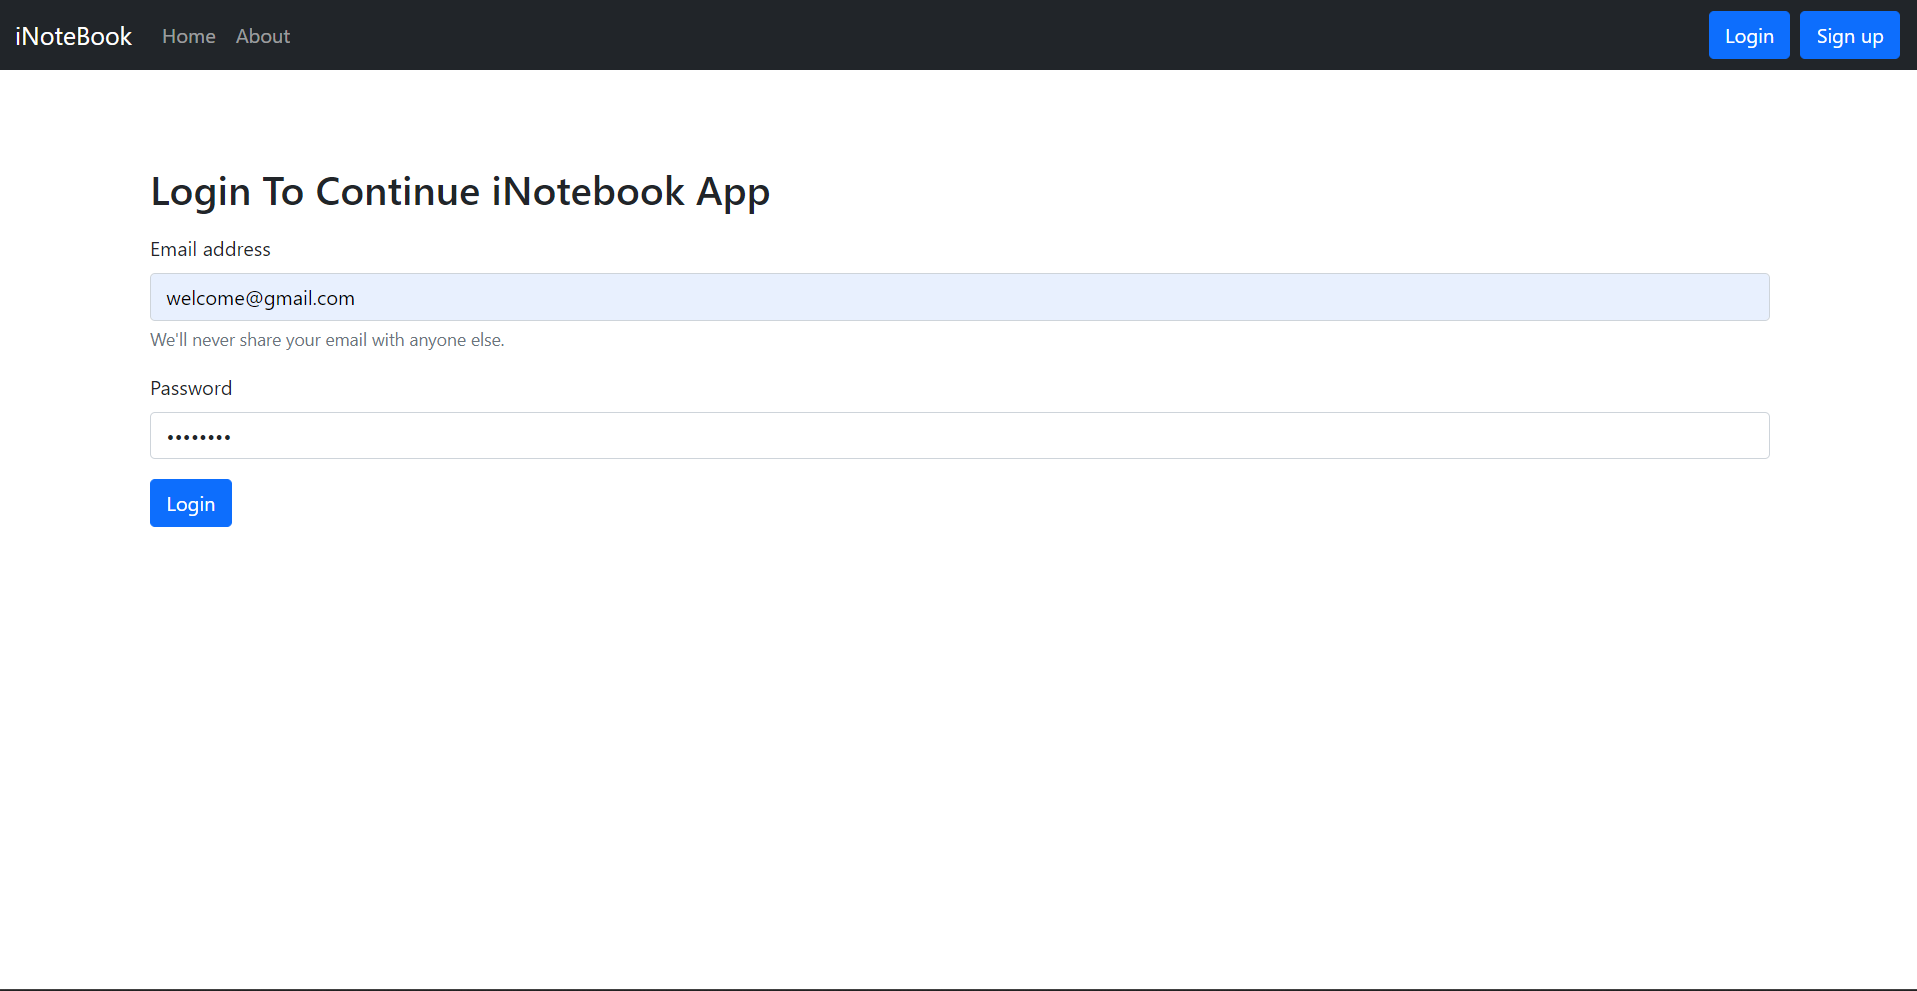 iNoteBook Home About Login Sign up
Login To Continue iNotebook App
Email address
welcome@gmail.com
We'll never share your email with anyone else.
Password
••••••••
Login